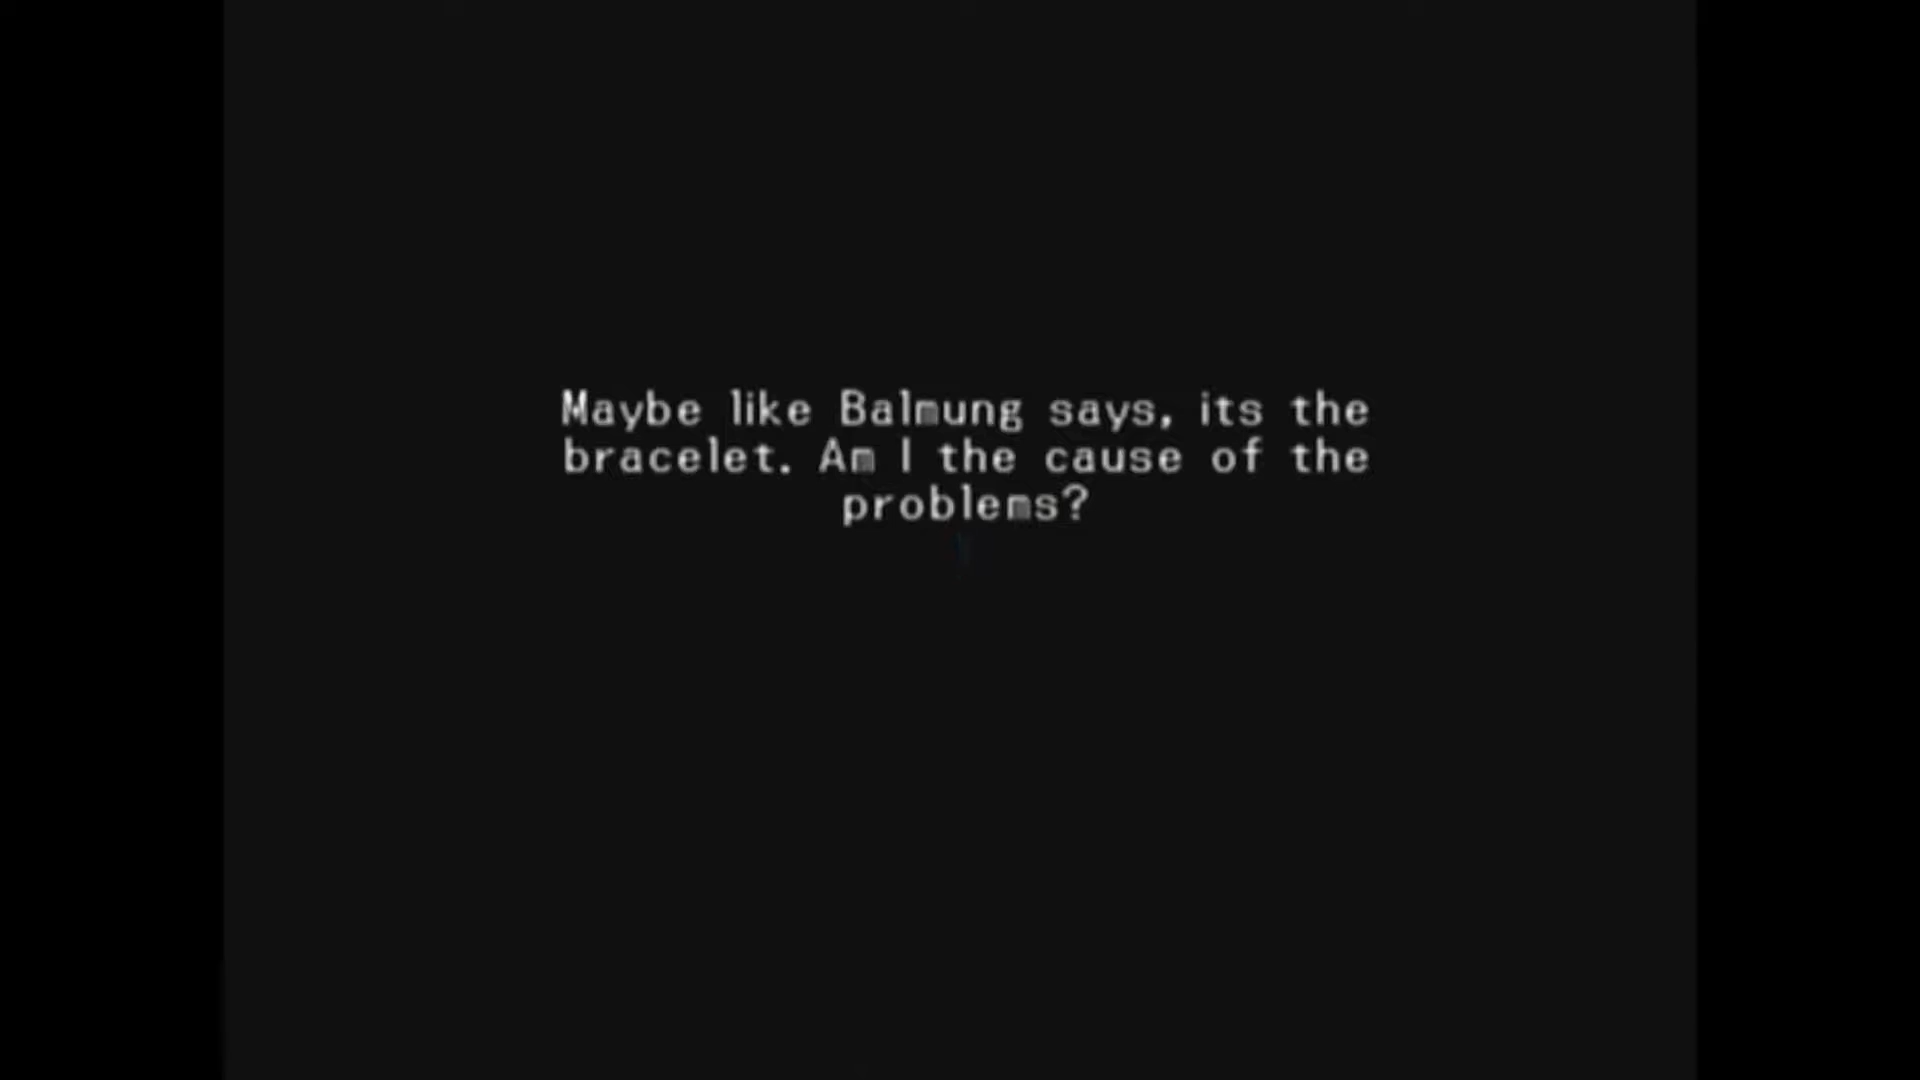 Maybe like Balmung says, its the
bracelet. Am I the cause of the
problems?